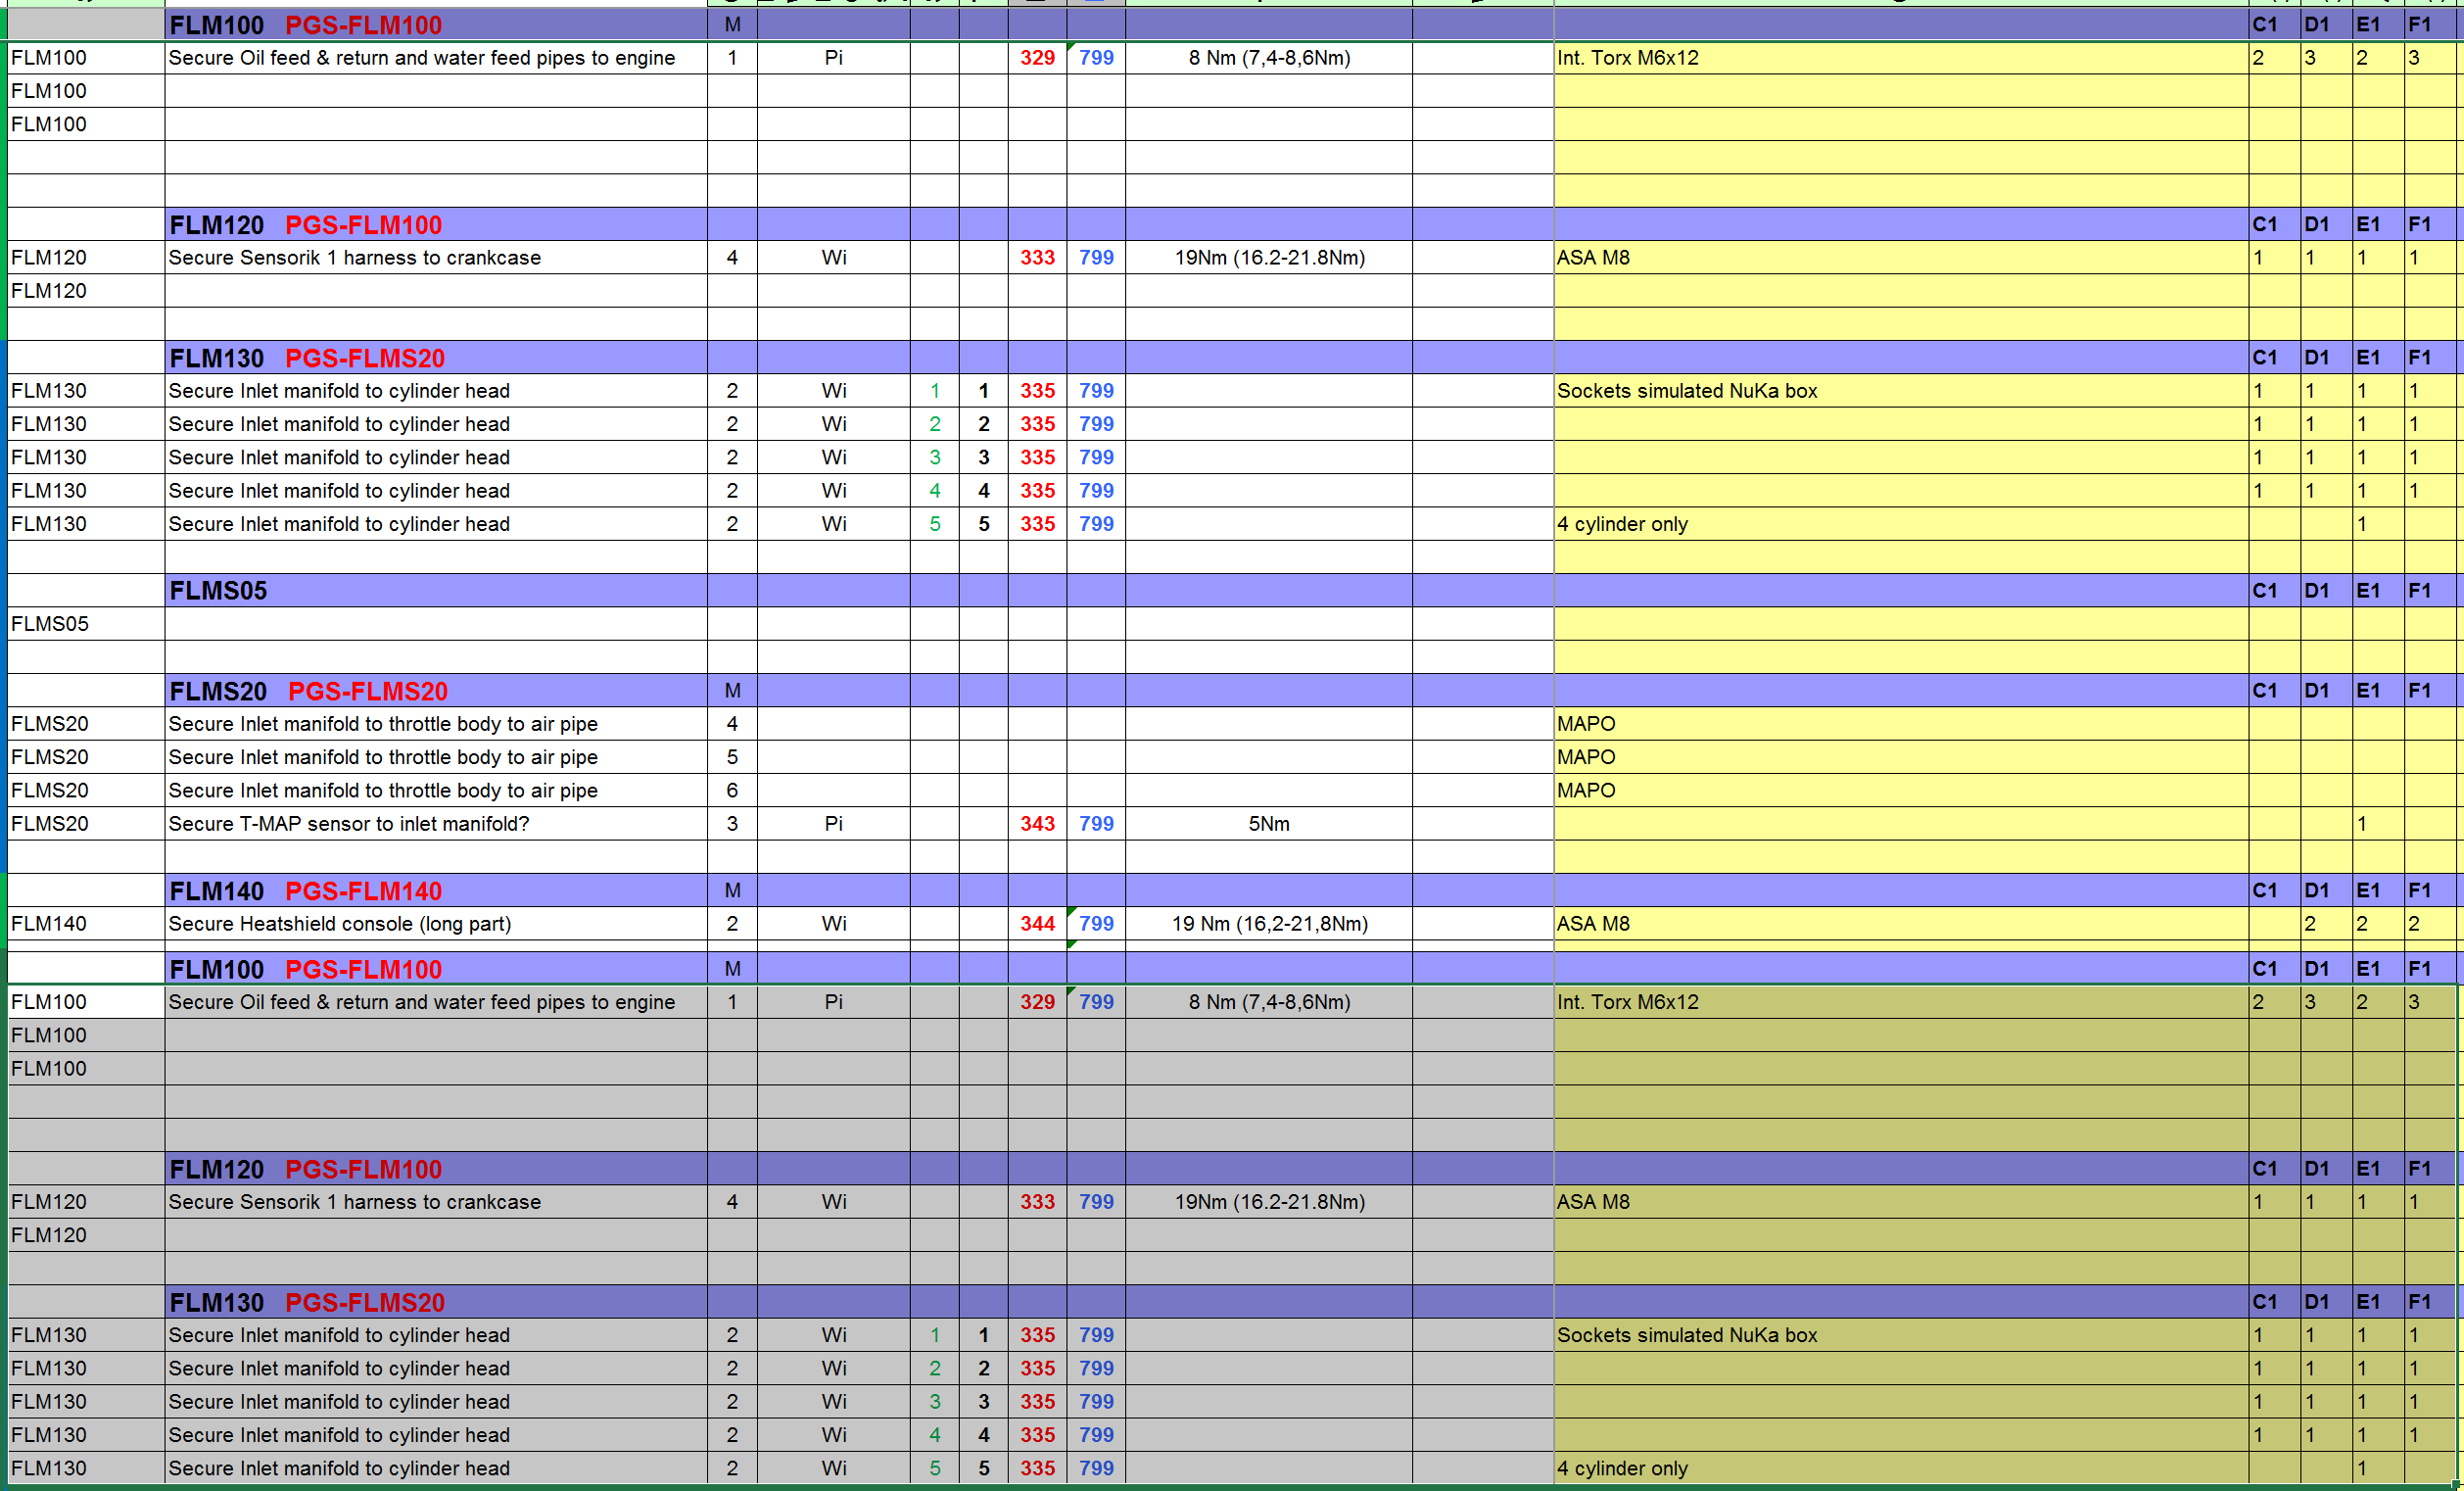 FLM100 PGS-FLM100 M C1 D1 E1 F1
FLM100 Secure Oil feed & return and water feed pipes to engine 1 Pi 329 799 8 Nm (7,4-8,6Nm) Int. Torx M6x12 2 3 2 3
FLM100
FLM100
FLM120 PGS-FLM100 C1 D1 E1 F1
FLM120 Secure Sensorik 1 harness to crankcase 4 Wi 333 799 19Nm (16.2-21.8Nm) ASA M8 1 1 1 1
FLM120
FLM130 PGS-FLMS20 C1 D1 E1 F1
FLM130 Secure Inlet manifold to cylinder head 2 Wi 1 1 335 799 Sockets simulated NuKa box 1 1 1 1
FLM130 Secure Inlet manifold to cylinder head 2 Wi 2 2 335 799 1 1 1 1
FLM130 Secure Inlet manifold to cylinder head 2 Wi 3 3 335 799 1 1 1 1
FLM130 Secure Inlet manifold to cylinder head 2 Wi 4 4 335 799 1 1 1 1
FLM130 Secure Inlet manifold to cylinder head 2 Wi 5 5 335 799 4 cylinder only 1
FLMS05 C1 D1 E1 F1
FLMS05
FLMS20 PGS-FLMS20 M C1 D1 E1 F1
FLMS20 Secure Inlet manifold to throttle body to air pipe 4 MAPO
FLMS20 Secure Inlet manifold to throttle body to air pipe 5 MAPO
FLMS20 Secure Inlet manifold to throttle body to air pipe 6 MAPO
FLMS20 Secure T-MAP sensor to inlet manifold? 3 Pi 343 799 5Nm 1
FLM140 PGS-FLM140 M C1 D1 E1 F1
FLM140 Secure Heatshield console (long part) 2 Wi 344 799 19 Nm (16,2-21,8Nm) ASA M8 2 2 2
FLM100 PGS-FLM100 M C1 D1 E1 F1
FLM100 Secure Oil feed & return and water feed pipes to engine 1 Pi 329 799 8 Nm (7,4-8,6Nm) Int. Torx M6x12 2 3 2 3
FLM100
FLM100
FLM120 PGS-FLM100 C1 D1 E1 F1
FLM120 Secure Sensorik 1 harness to crankcase 4 Wi 333 799 19Nm (16.2-21.8Nm) ASA M8 1 1 1 1
FLM120
FLM130 PGS-FLMS20 C1 D1 E1 F1
FLM130 Secure Inlet manifold to cylinder head 2 Wi 1 1 335 799 Sockets simulated NuKa box 1 1 1 1
FLM130 Secure Inlet manifold to cylinder head 2 Wi 2 2 335 799 1 1 1 1
FLM130 Secure Inlet manifold to cylinder head 2 Wi 3 3 335 799 1 1 1 1
FLM130 Secure Inlet manifold to cylinder head 2 Wi 4 4 335 799 1 1 1 1
FLM130 Secure Inlet manifold to cylinder head 2 Wi 5 5 335 799 4 cylinder only 1